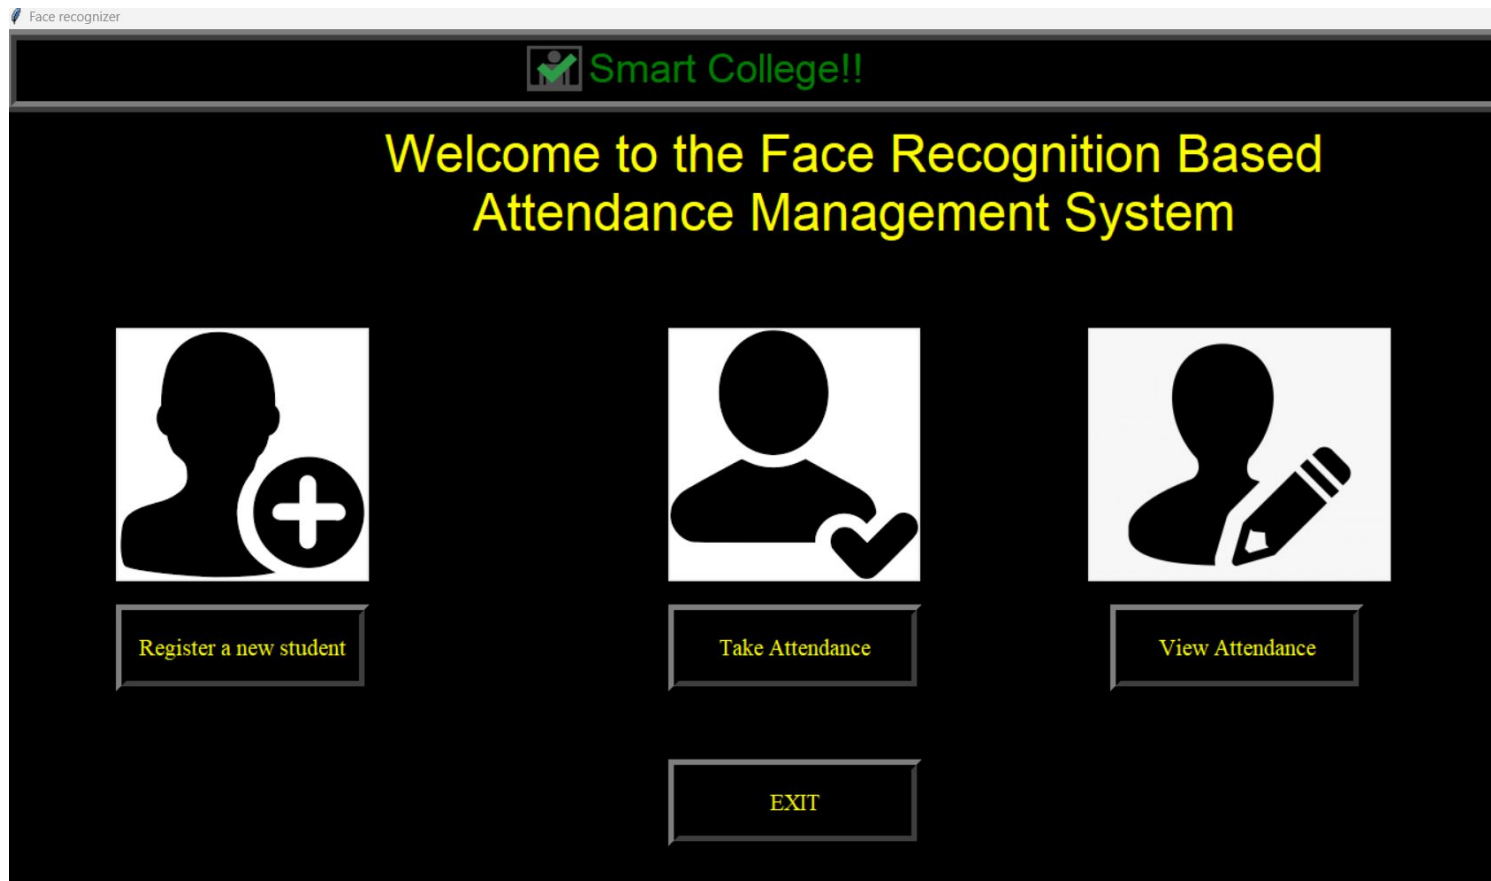 Face recognizer
Smart College!!
Welcome to the Face Recognition Based
Attendance Management System
Register a new student
Take Attendance
View Attendance
EXIT